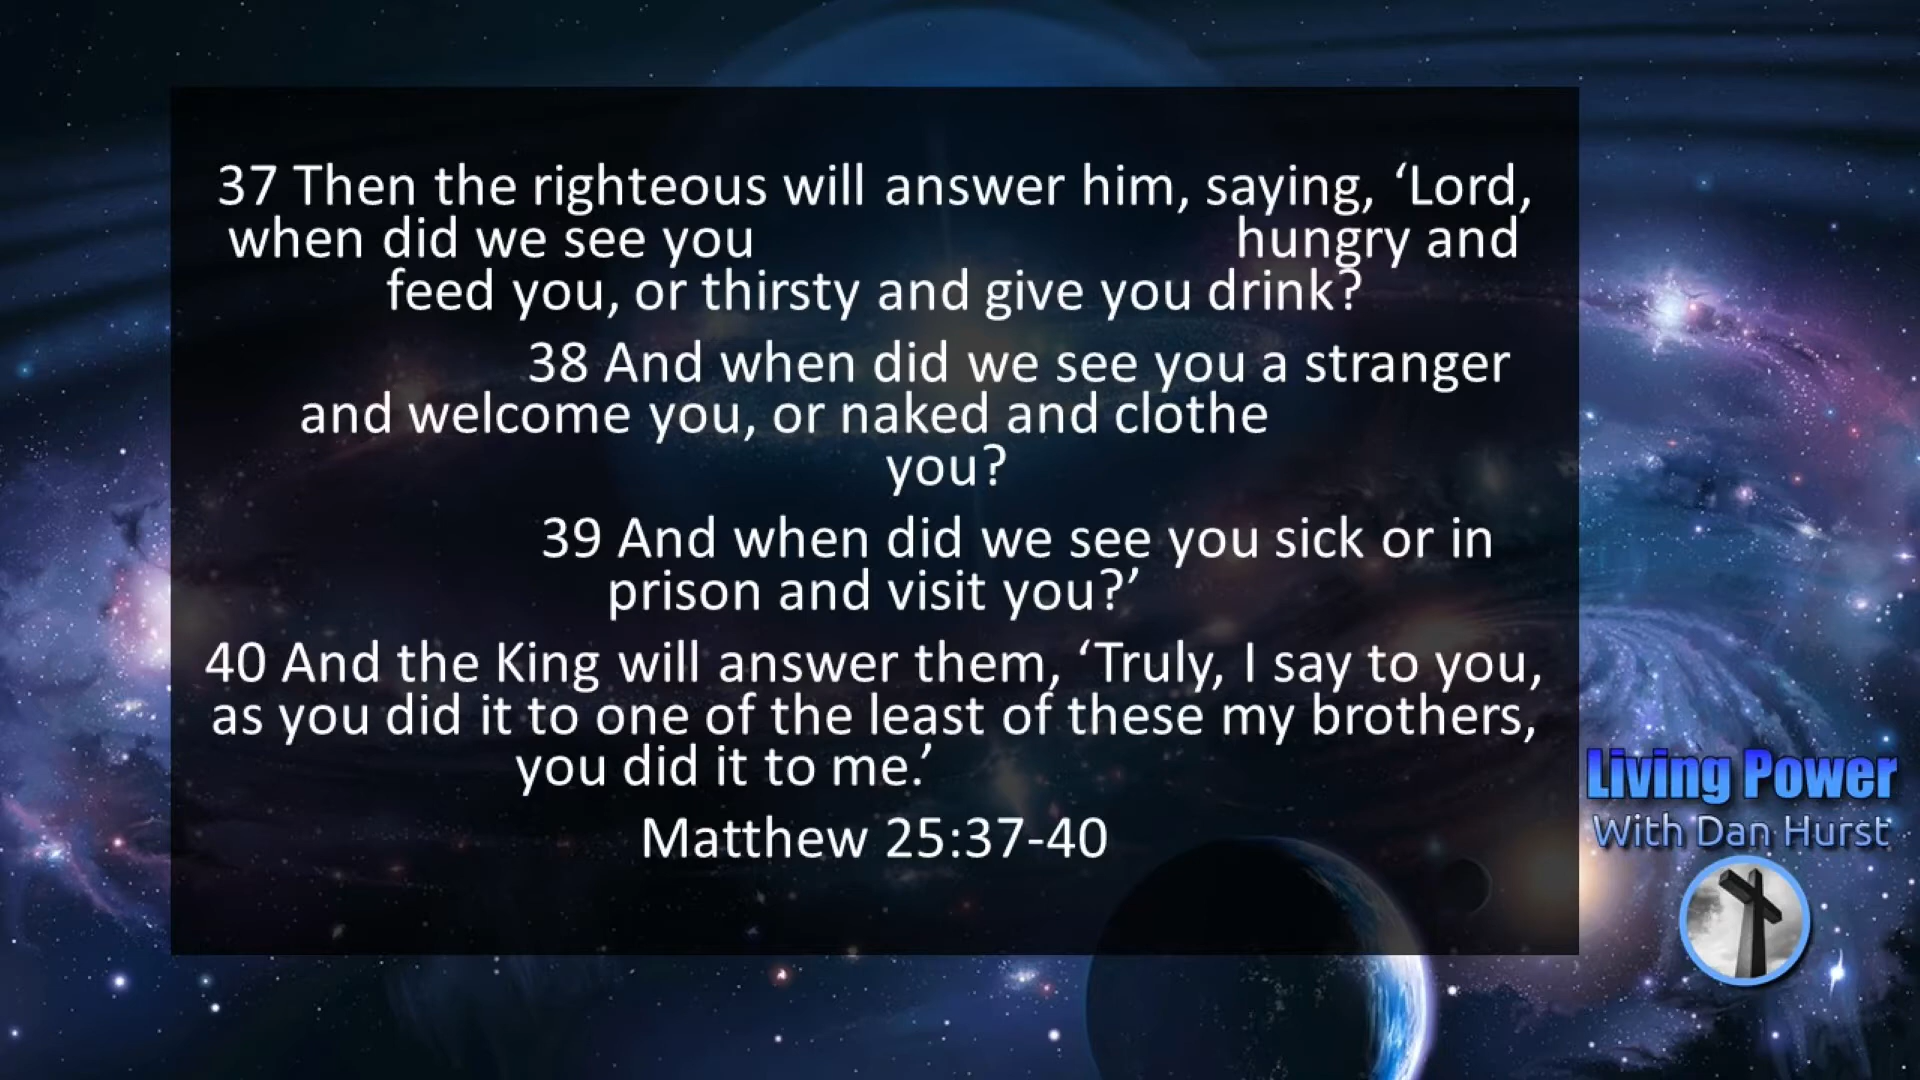 37 Then the righteous will answer him, saying, ‘Lord,
when did we see you hungry and
feed you, or thirsty and give you drink?
38 And when did we see you a stranger
and welcome you, or naked and clothe
you?
39 And when did we see you sick or in
prison and visit you?’
40 And the King will answer them, ‘Truly, I say to you,
as you did it to one of the least of these my brothers,
you did it to me.’
Matthew 25:37-40
Living Power
With Dan Hurst